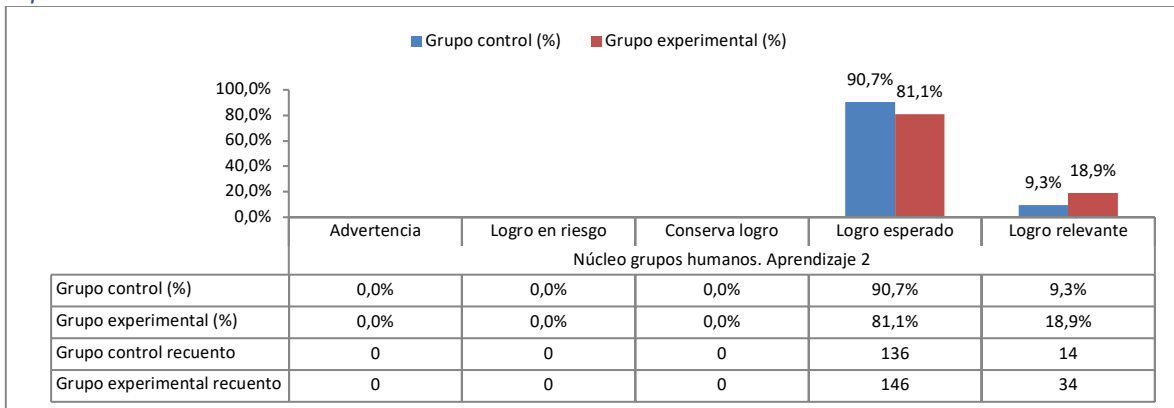 Grupo control (%) Grupo experimental (%)
90,7%
81,1%
9,3%
18,9%
100,0%
80,0%
60,0%
40,0%
20,0%
0,0%
Advertencia Logro en riesgo Conserva logro Logro esperado Logro relevante
Núcleo grupos humanos. Aprendizaje 2
Grupo control (%) 0,0% 0,0% 0,0% 90,7% 9,3%
Grupo experimental (%) 0,0% 0,0% 0,0% 81,1% 18,9%
Grupo control recuento 0 0 0 136 14
Grupo experimental recuento 0 0 0 146 34